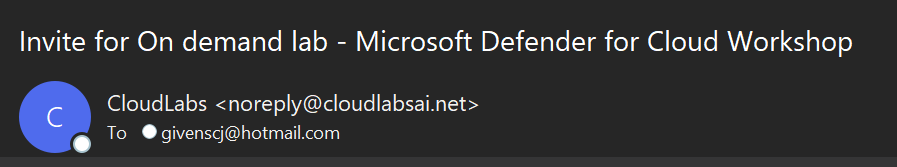 Invite for On demand lab - Microsoft Defender for Cloud Workshop
C
CloudLabs <noreply@cloudlabsai.net>
To givenscj@hotmail.com